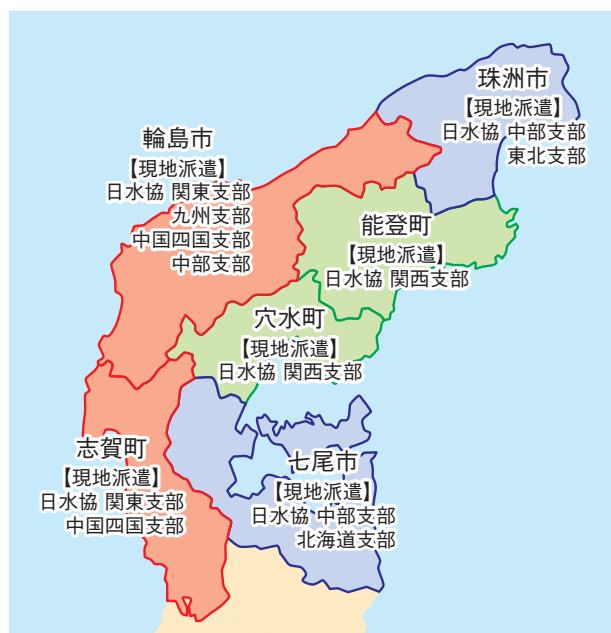 珠洲市
【現地派遣】
日水協 中部支部
東北支部
輪島市
【現地派遣】
日水協 関東支部
九州支部
中国四国支部
中部支部
能登町
【現地派遣】
日水協 関西支部
穴水町
【現地派遣】
日水協 関西支部
志賀町
【現地派遣】
日水協 関東支部
中国四国支部
七尾市
【現地派遣】
日水協 中部支部
北海道支部